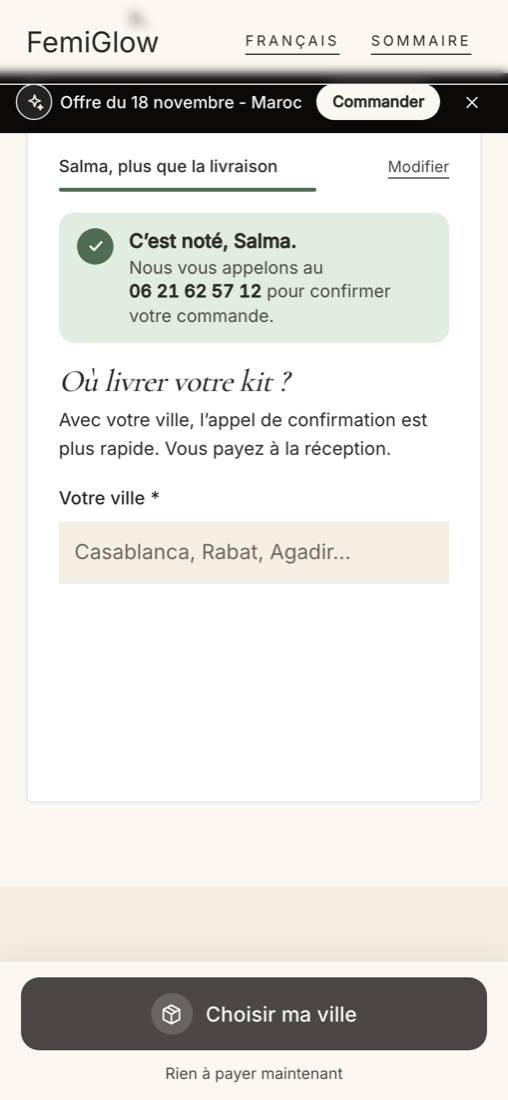 FemiGlow
FRANÇAIS
SOMMAIRE
Offre du 18 novembre - Maroc
Commander
Salma, plus que la livraison
Modifier
C’est noté, Salma.
Nous vous appelons au
06 21 62 57 12 pour confirmer
votre commande.
Où livrer votre kit ?
Avec votre ville, l’appel de confirmation est
plus rapide. Vous payez à la réception.
Votre ville *
Casablanca, Rabat, Agadir...
Choisir ma ville
Rien à payer maintenant